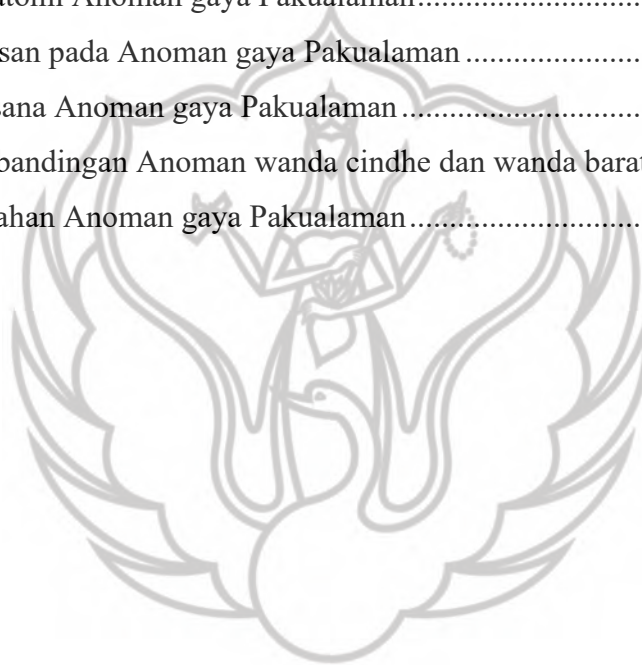 Anoman gaya Pakualaman........................
san pada Anoman gaya Pakualaman ......................
sana Anoman gaya Pakualaman..............................
bandingan Anoman wanda cindhe dan wanda barat
ahan Anoman gaya Pakualaman.............................